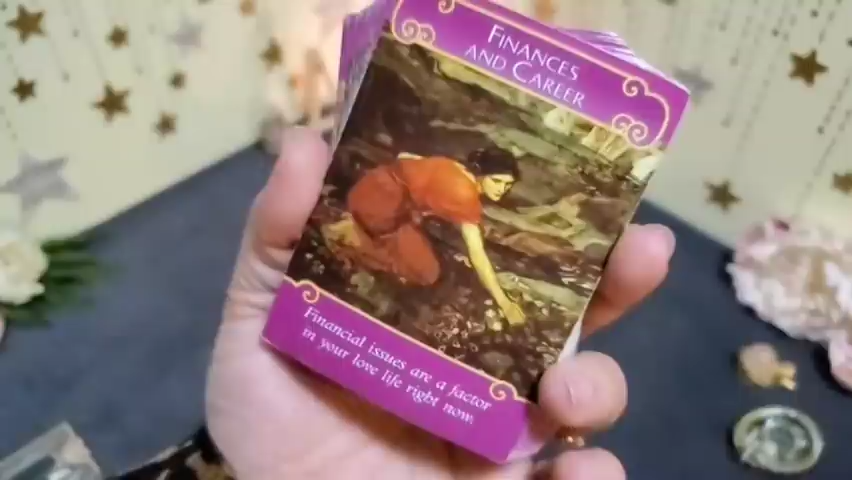 FINANCES
AND CAREER
Financial issues are a factor
in your love life right now.